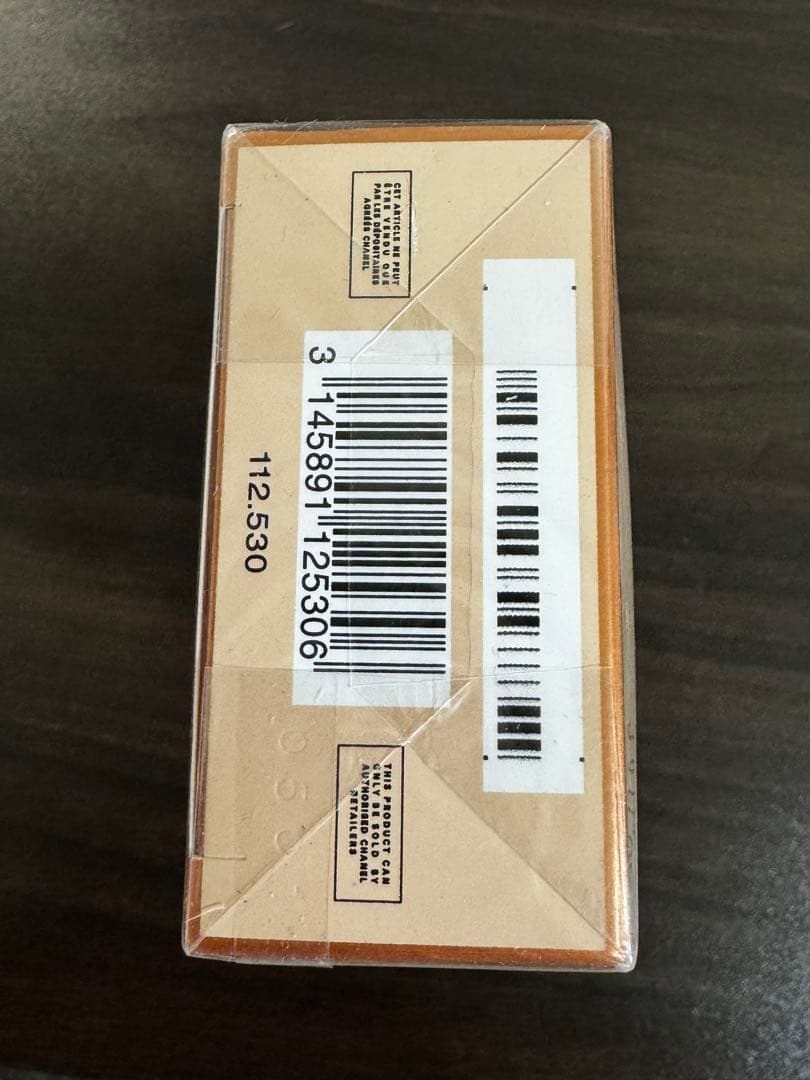 CET ARTICLE NE PEUT
ÊTRE VENDU QUE
PAR LES DÉPOSITAIRES
AGRÉÉS CHANEL
3 145891 125306
112.530
THIS PRODUCT CAN
ONLY BE SOLD BY
AUTHORISED CHANEL
RETAILERS